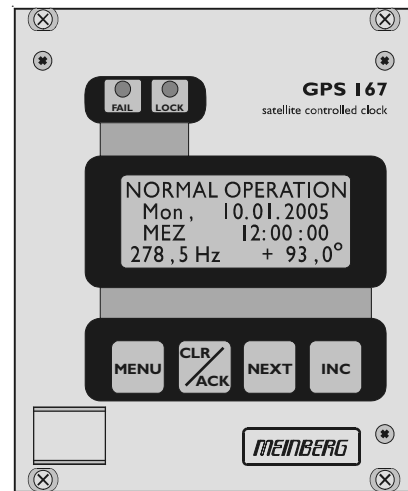 GPS 167
satellite controlled clock
FAIL LOCK
NORMAL OPERATION
Mon, 10.01.2005
MEZ 12:00:00
278,5 Hz + 93,0°
MENU CLR/ACK NEXT INC
MEINBERG